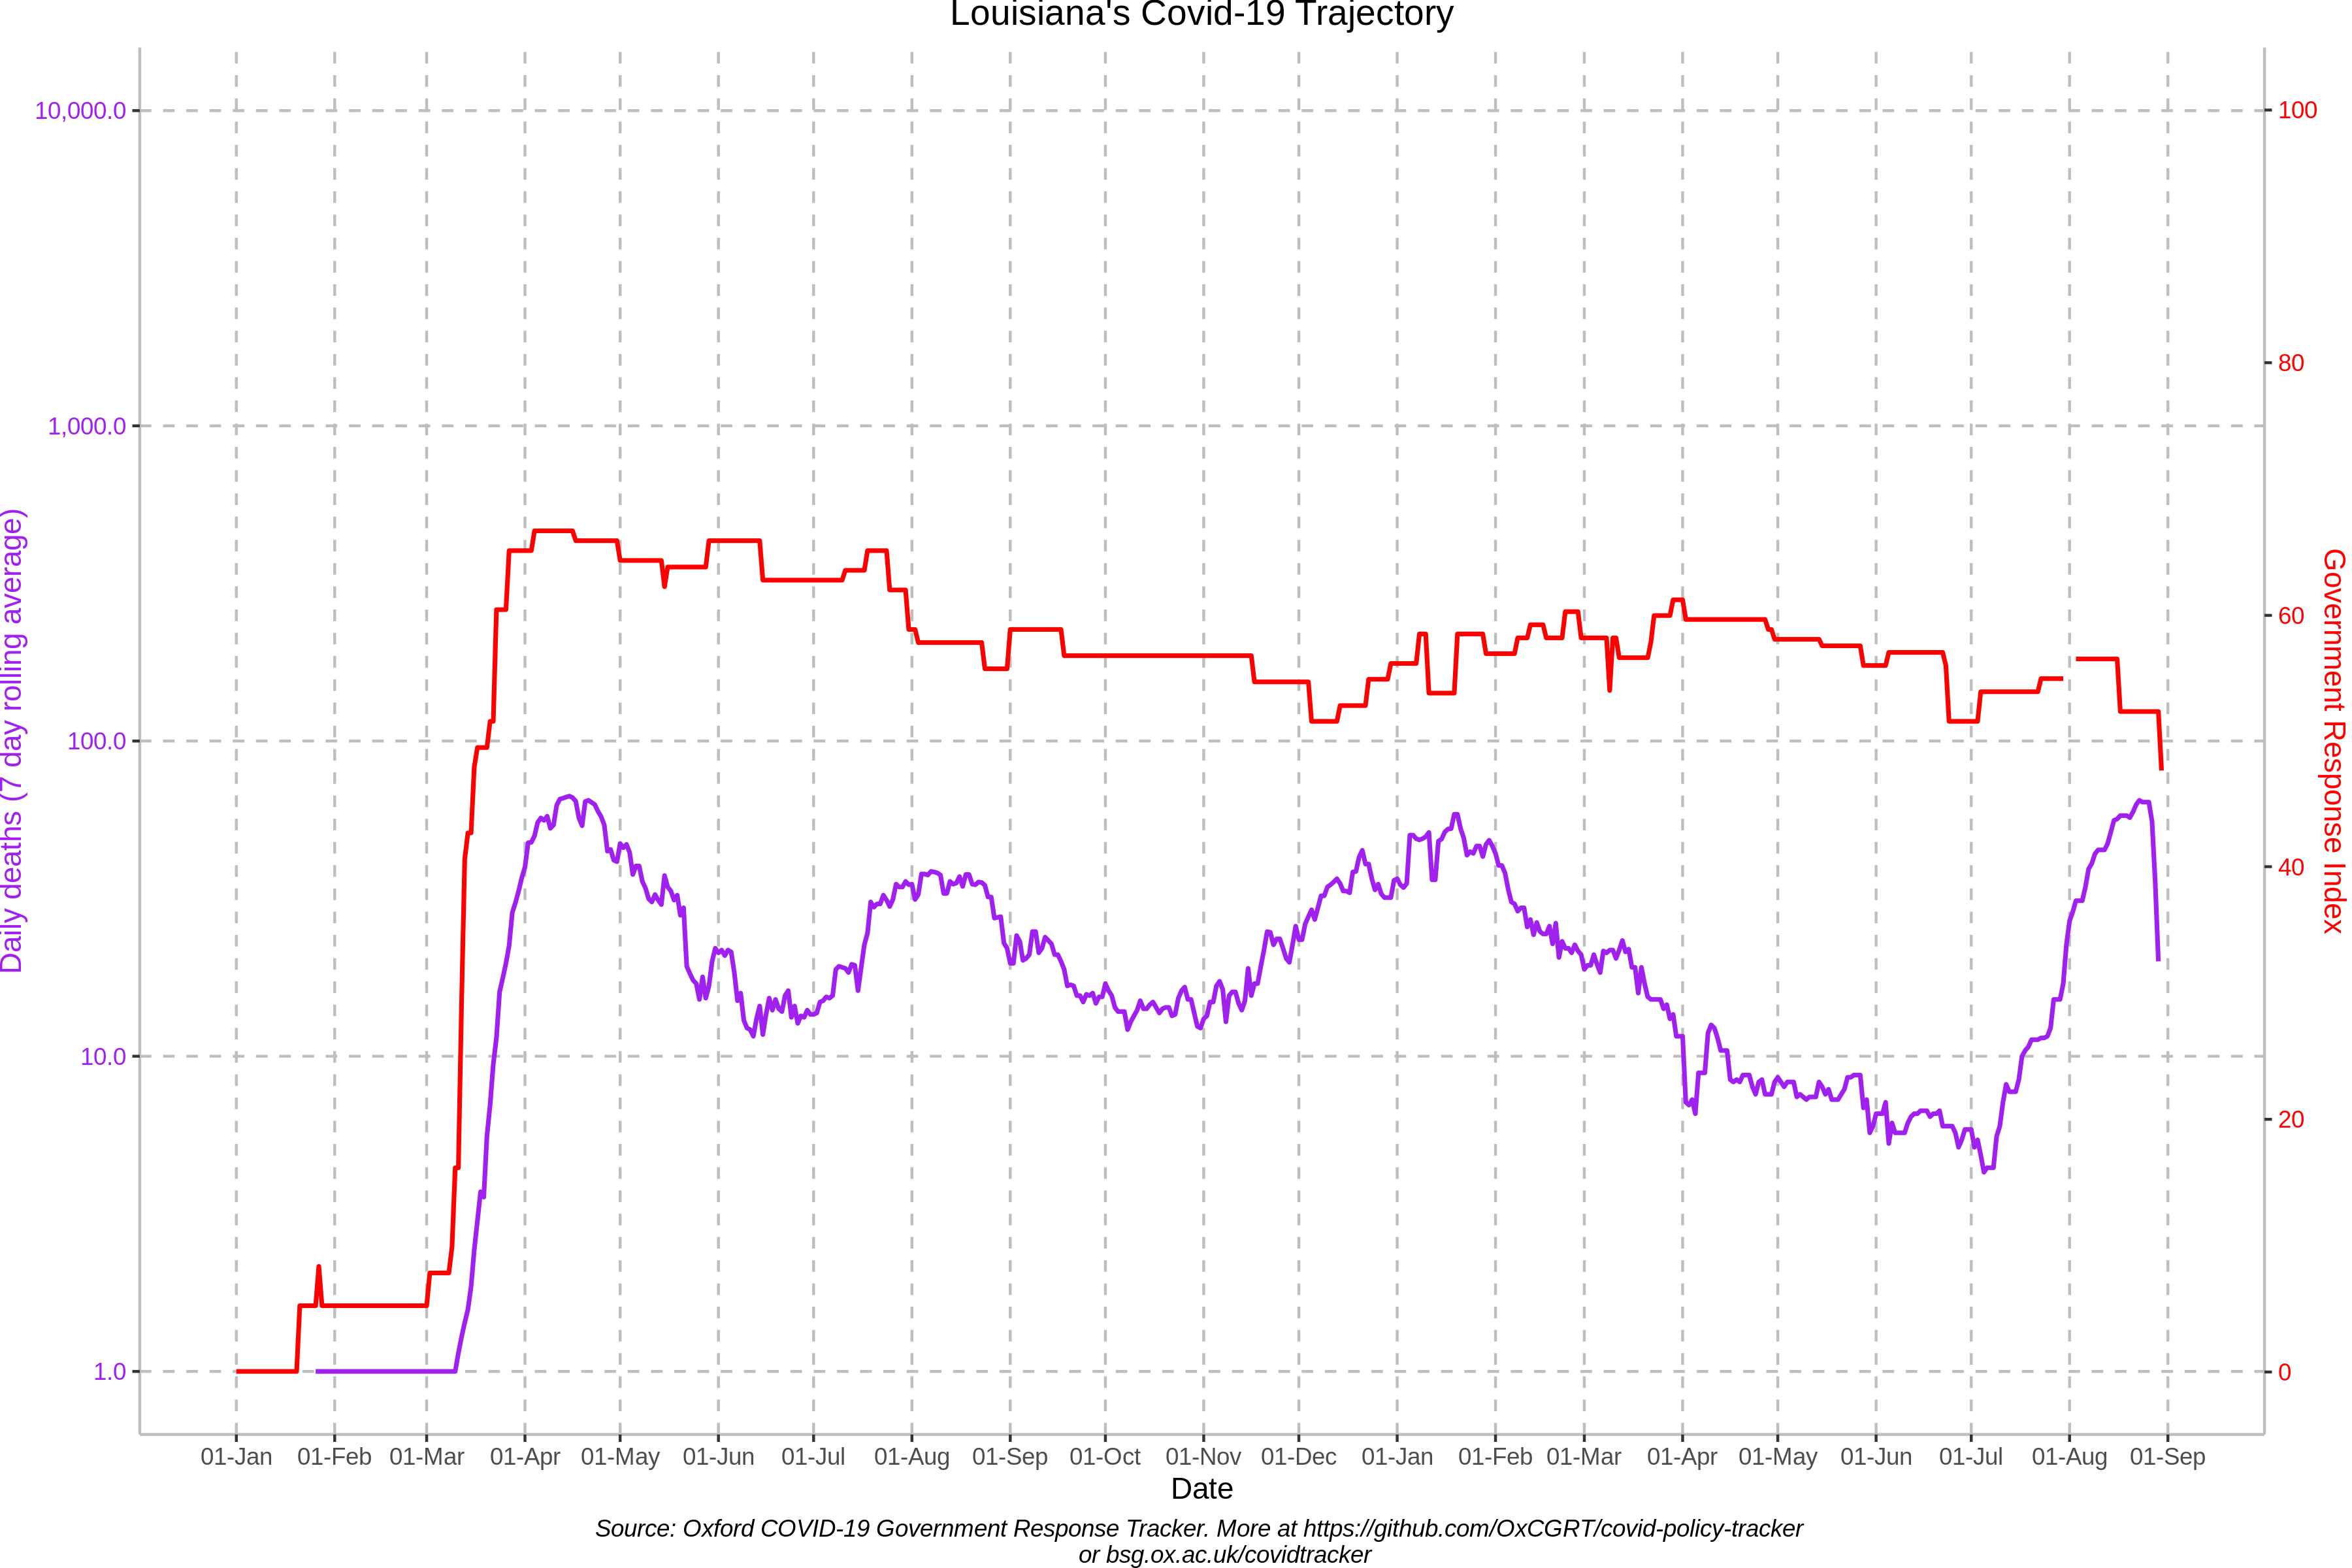 Louisiana's Covid-19 Trajectory
10,000.0
1,000.0
100.0
10.0
1.0
Daily deaths (7 day rolling average)
100
80
60
40
20
0
Government Response Index
01-Jan 01-Feb 01-Mar 01-Apr 01-May 01-Jun 01-Jul 01-Aug 01-Sep 01-Oct 01-Nov 01-Dec 01-Jan 01-Feb 01-Mar 01-Apr 01-May 01-Jun 01-Jul 01-Aug 01-Sep
Date
Source: Oxford COVID-19 Government Response Tracker. More at https://github.com/OxCGRT/covid-policy-tracker
or bsg.ox.ac.uk/covidtracker